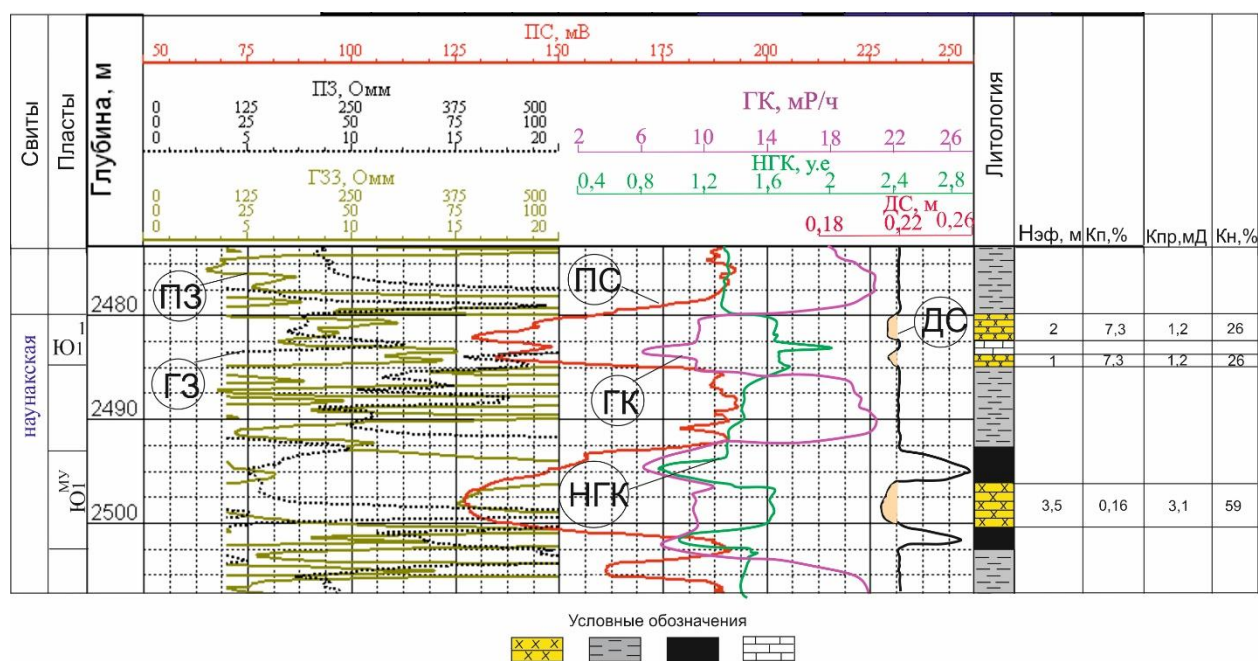 Свиты
Пласты
Глубина, м
ПС, мВ
50 75 100 125 150 175 200 225 250
ПЗ, Омм
0 125 250 375 500
0 25 50 75 100
0 5 10 15 20
ГЗЗ, Омм
0 125 250 375 500
0 25 50 75 100
0 5 10 15 20
ГК, мР/ч
2 6 10 14 18 22 26
НГК, у.е
0,4 0,8 1,2 1,6 2 2,4 2,8
ДС, м
0,18 0,22 0,26
Литология
Нэф, м Кп,% Кпр,мД Кн,%
наунакская
1
Ю1
му
Ю1
2480
2490
2500
ПЗ
ГЗ
ПС
ГК
НГК
ДС
2 7,3 1,2 26
1 7,3 1,2 26
3,5 0,16 3,1 59
Условные обозначения